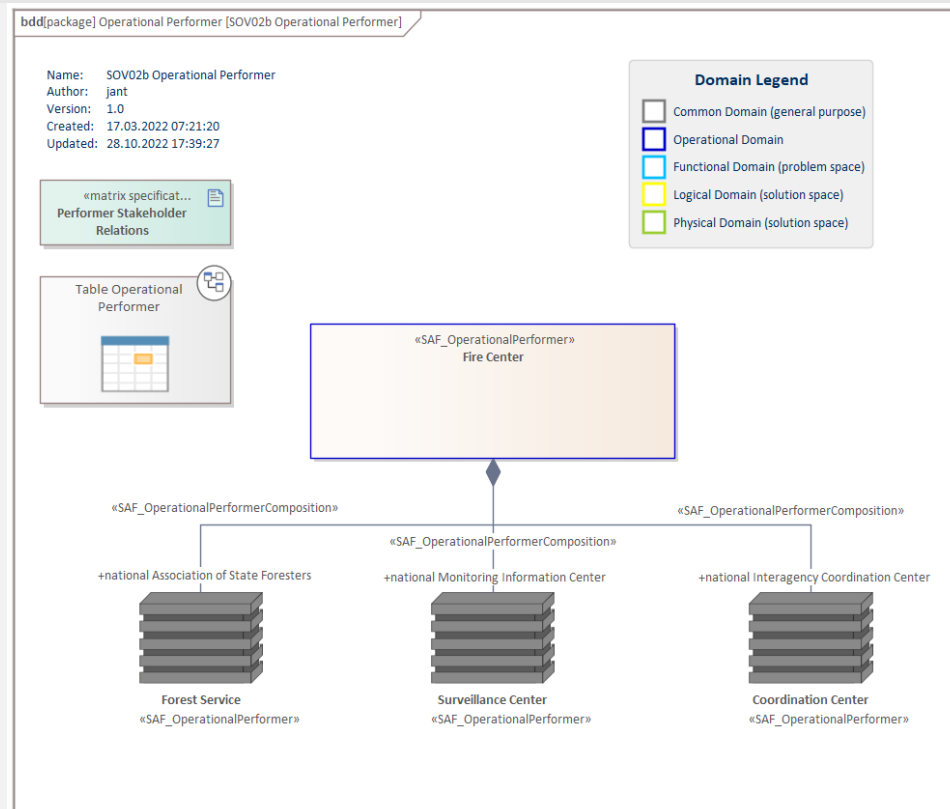 bdd[package] Operational Performer [SOV02b Operational Performer]
Name: SOV02b Operational Performer
Author: jant
Version: 1.0
Created: 17.03.2022 07:21:20
Updated: 28.10.2022 17:39:27
Domain Legend
Common Domain (general purpose)
Operational Domain
Functional Domain (problem space)
Logical Domain (solution space)
Physical Domain (solution space)
«matrix specificat...
Performer Stakeholder
Relations
Table Operational
Performer
«SAF_OperationalPerformer»
Fire Center
«SAF_OperationalPerformerComposition»
«SAF_OperationalPerformerComposition»
«SAF_OperationalPerformerComposition»
+national Association of State Foresters
+national Monitoring Information Center
+national Interagency Coordination Center
Forest Service
«SAF_OperationalPerformer»
Surveillance Center
«SAF_OperationalPerformer»
Coordination Center
«SAF_OperationalPerformer»